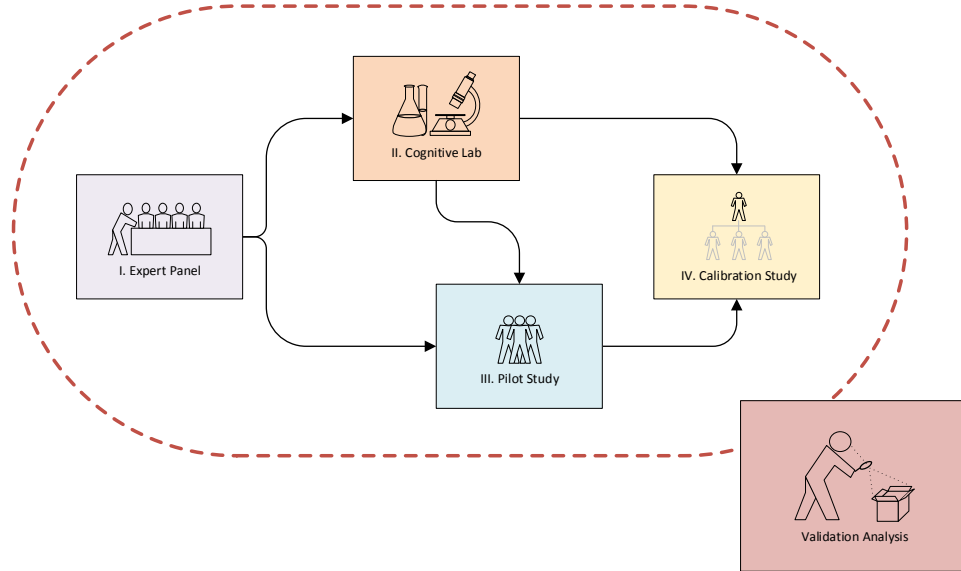 I. Expert Panel
II. Cognitive Lab
III. Pilot Study
IV. Calibration Study
Validation Analysis